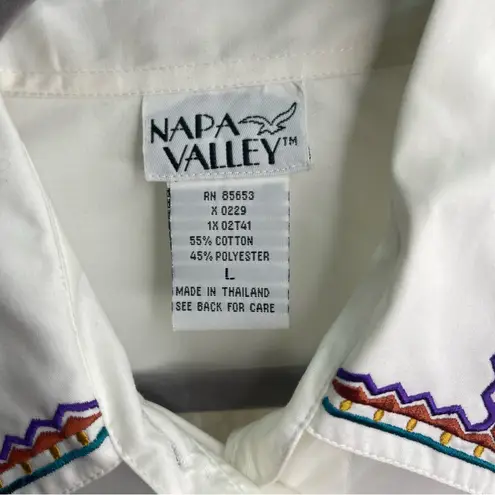 NAPA
VALLEY™
RN 85653
X 0229
1X 02T41
55% COTTON
45% POLYESTER
L
MADE IN THAILAND
SEE BACK FOR CARE